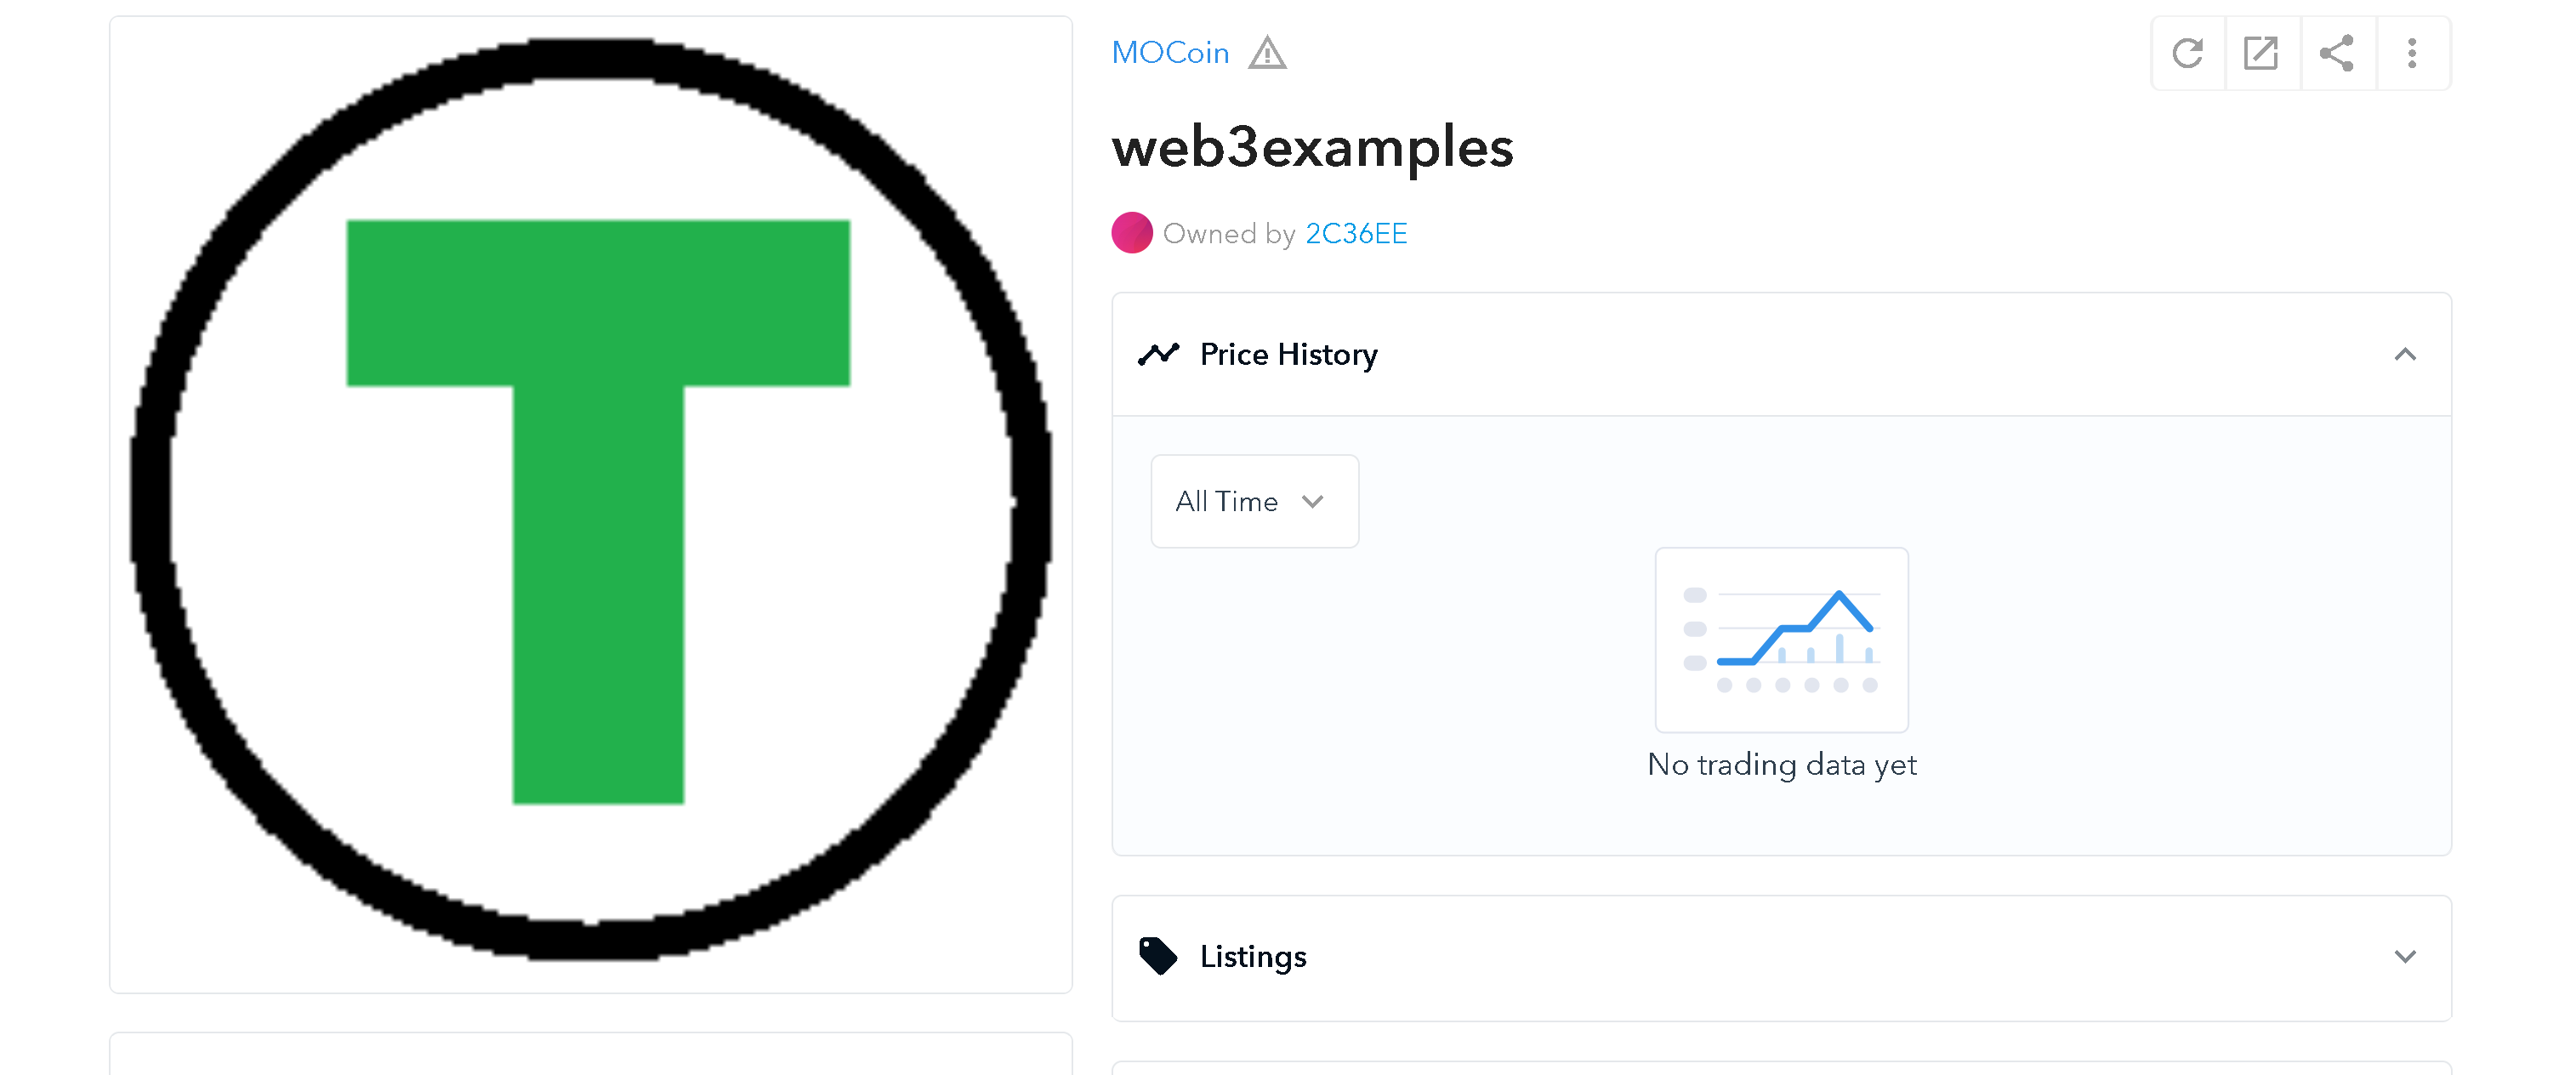 T
MOCoin
web3examples
Owned by 2C36EE
Price History
All Time
No trading data yet
Listings